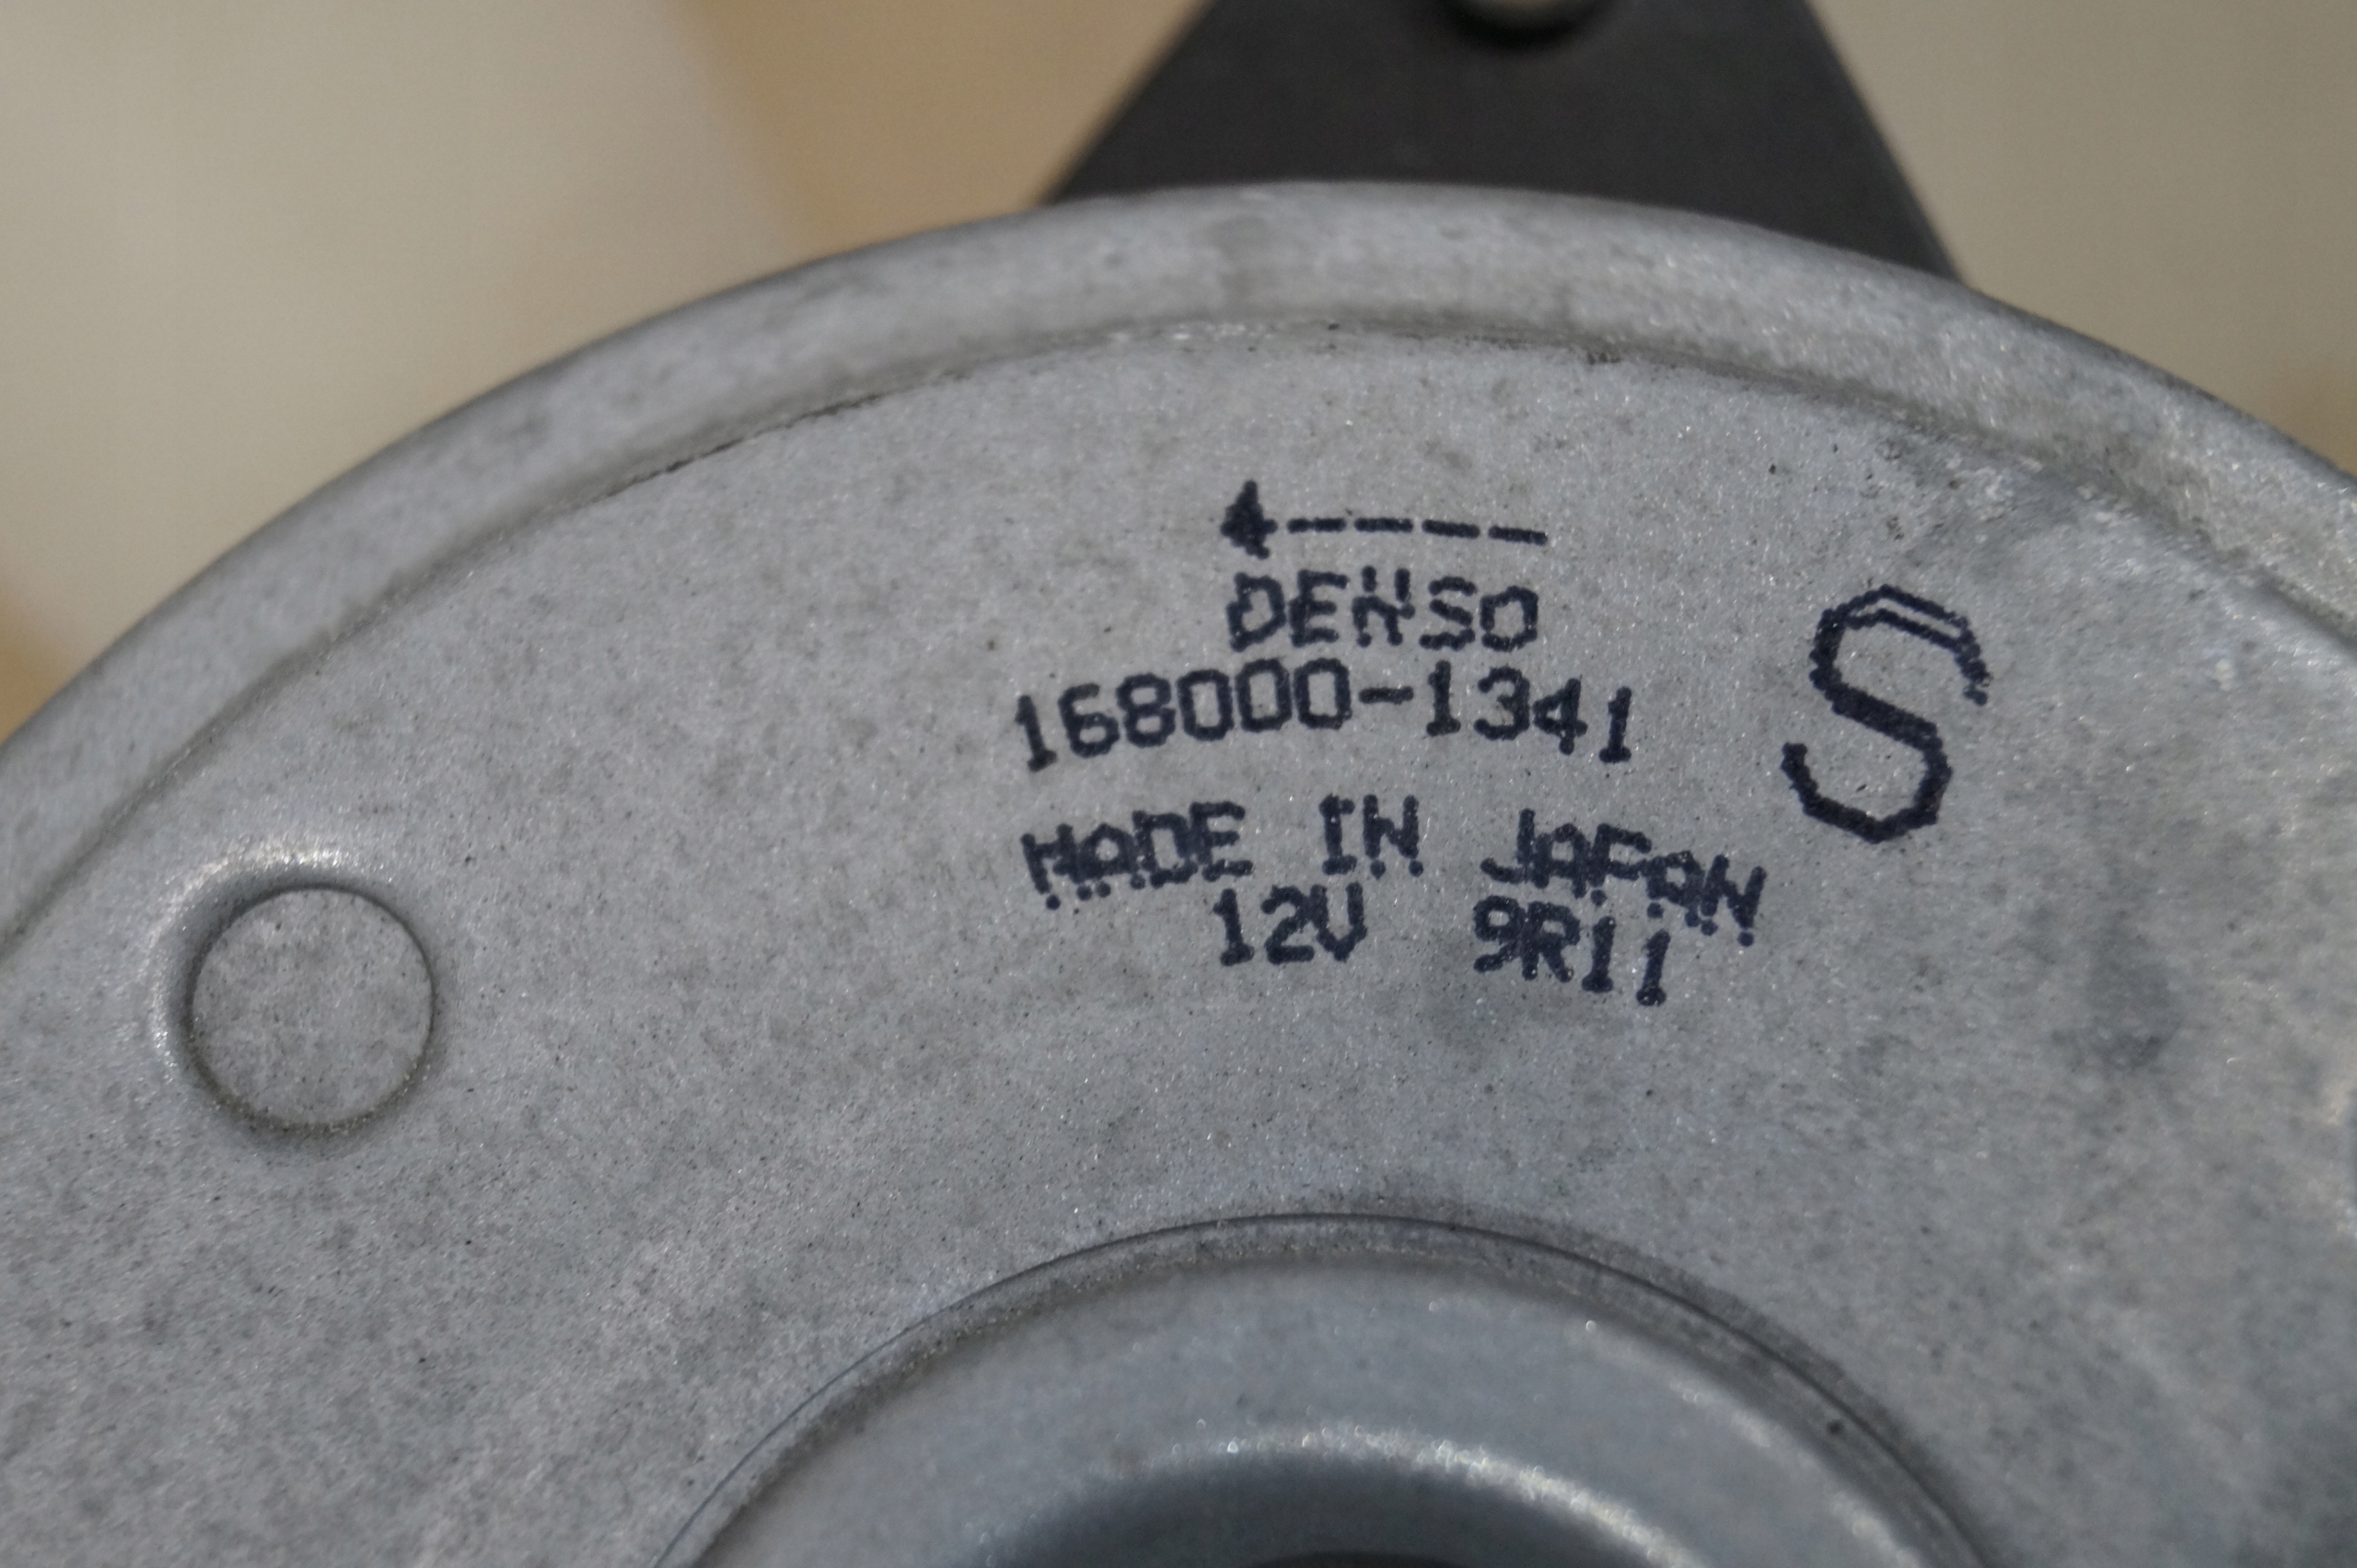 DENSO
168000-1341
S
MADE IN JAPAN
12V 9R11